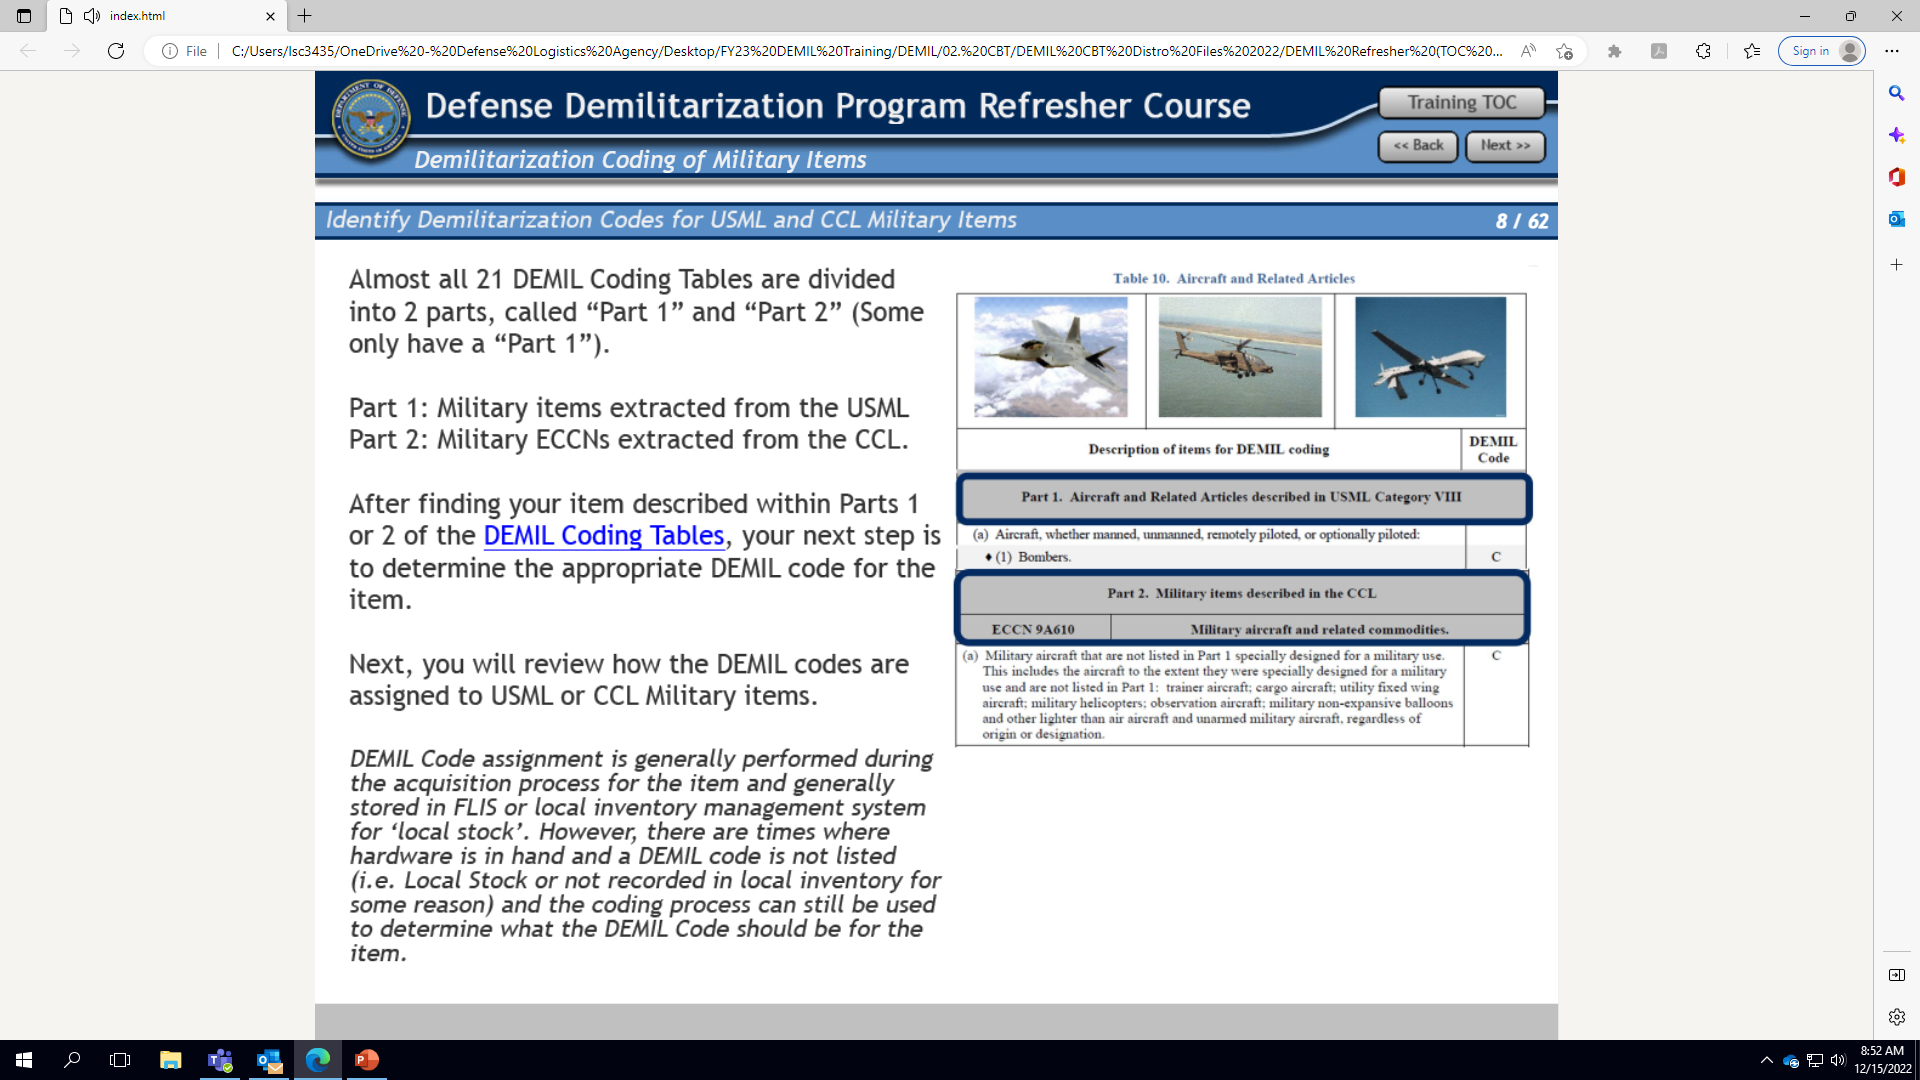 index.html
File
C:/Users/lsc3435/OneDrive%20-%20Defense%20Logistics%20Agency/Desktop/FY23%20DEMIL%20Training/DEMIL/02.%20CBT/DEMIL%20CBT%20Distro%20Files%202022/DEMIL%20Refresher%20(TOC%20...
Sign in
Defense Demilitarization Program Refresher Course
Training TOC
<< Back
Next >>
Demilitarization Coding of Military Items
Identify Demilitarization Codes for USML and CCL Military Items
8 / 62
Almost all 21 DEMIL Coding Tables are divided
into 2 parts, called “Part 1” and “Part 2” (Some
only have a “Part 1”).
Part 1: Military items extracted from the USML
Part 2: Military ECCNs extracted from the CCL.
After finding your item described within Parts 1
or 2 of the DEMIL Coding Tables, your next step is
to determine the appropriate DEMIL code for the
item.
Next, you will review how the DEMIL codes are
assigned to USML or CCL Military items.
DEMIL Code assignment is generally performed during
the acquisition process for the item and generally
stored in FLIS or local inventory management system
for ‘local stock’. However, there are times where
hardware is in hand and a DEMIL code is not listed
(i.e. Local Stock or not recorded in local inventory for
some reason) and the coding process can still be used
to determine what the DEMIL Code should be for the
item.
Table 10. Aircraft and Related Articles
Description of items for DEMIL coding
DEMIL
Code
Part 1. Aircraft and Related Articles described in USML Category VIII
(a) Aircraft, whether manned, unmanned, remotely piloted, or optionally piloted:
♦ (1) Bombers.
C
Part 2. Military items described in the CCL
ECCN 9A610
Military aircraft and related commodities.
(a) Military aircraft that are not listed in Part 1 specially designed for a military use.
C
This includes the aircraft to the extent they were specially designed for a military
use and are not listed in Part 1: trainer aircraft; cargo aircraft; utility fixed wing
aircraft; military helicopters; observation aircraft; military non-expansive balloons
and other lighter than air aircraft and unarmed military aircraft, regardless of
origin or designation.
8:52 AM
12/15/2022